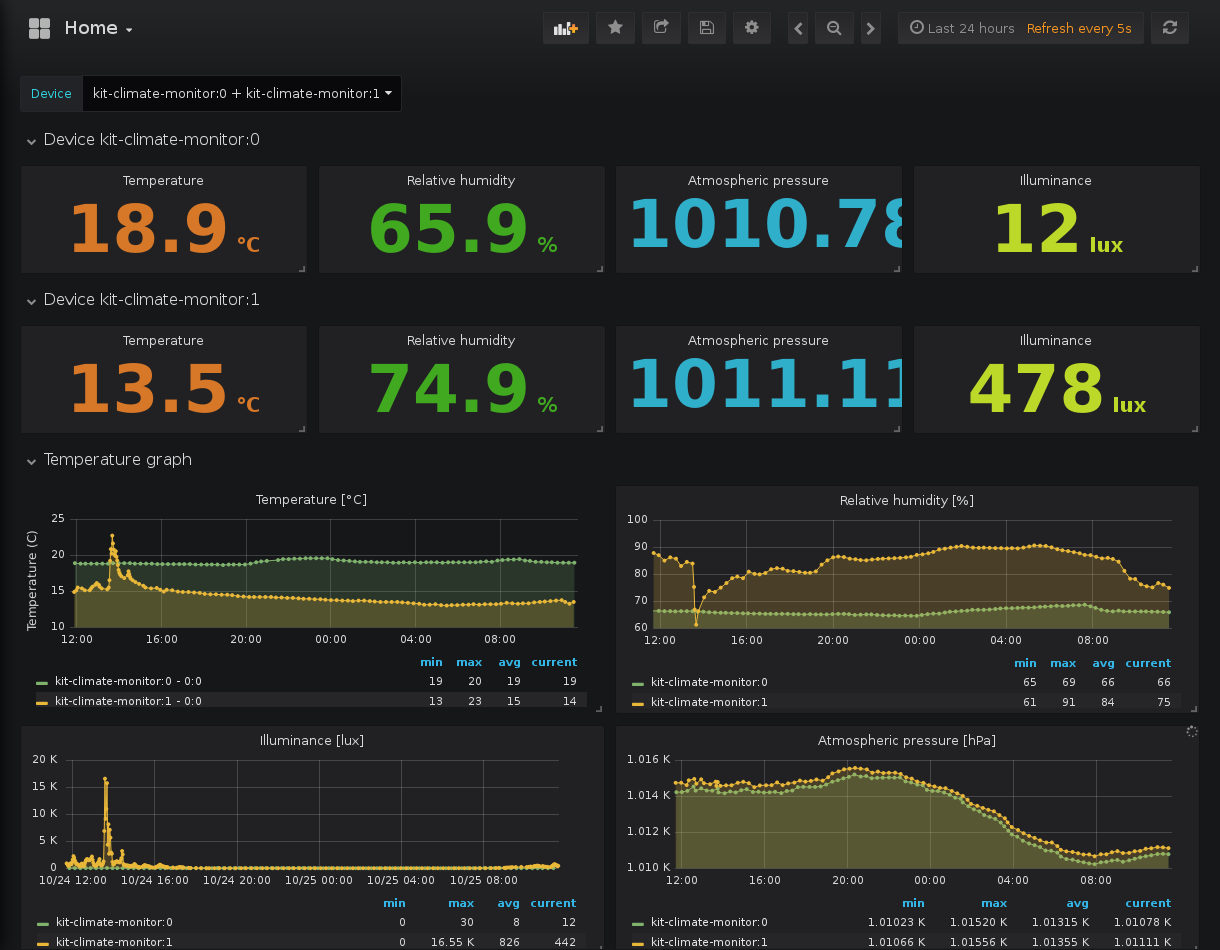 Home
Last 24 hours Refresh every 5s
Device kit-climate-monitor:0 + kit-climate-monitor:1
Device kit-climate-monitor:0
Temperature Relative humidity Atmospheric pressure Illuminance
18.9 °C 65.9 % 1010.78 12 lux
Device kit-climate-monitor:1
Temperature Relative humidity Atmospheric pressure Illuminance
13.5 °C 74.9 % 1011.11 478 lux
Temperature graph
Temperature [°C]
Temperature (C)
25
20
15
10
12:00 16:00 20:00 00:00 04:00 08:00
min max avg current
kit-climate-monitor:0 - 0:0 19 20 19 19
kit-climate-monitor:1 - 0:0 13 23 15 14
Relative humidity [%]
100
90
80
70
60
12:00 16:00 20:00 00:00 04:00 08:00
min max avg current
kit-climate-monitor:0 65 69 66 66
kit-climate-monitor:1 61 91 84 75
Illuminance [lux]
20 K
15 K
10 K
5 K
0
10/24 12:00 10/24 16:00 10/24 20:00 10/25 00:00 10/25 04:00 10/25 08:00
min max avg current
kit-climate-monitor:0 0 30 8 12
kit-climate-monitor:1 0 16.55 K 826 442
Atmospheric pressure [hPa]
1.016 K
1.014 K
1.012 K
1.010 K
12:00 16:00 20:00 00:00 04:00 08:00
min max avg current
kit-climate-monitor:0 1.01023 K 1.01520 K 1.01315 K 1.01078 K
kit-climate-monitor:1 1.01066 K 1.01556 K 1.01355 K 1.01111 K